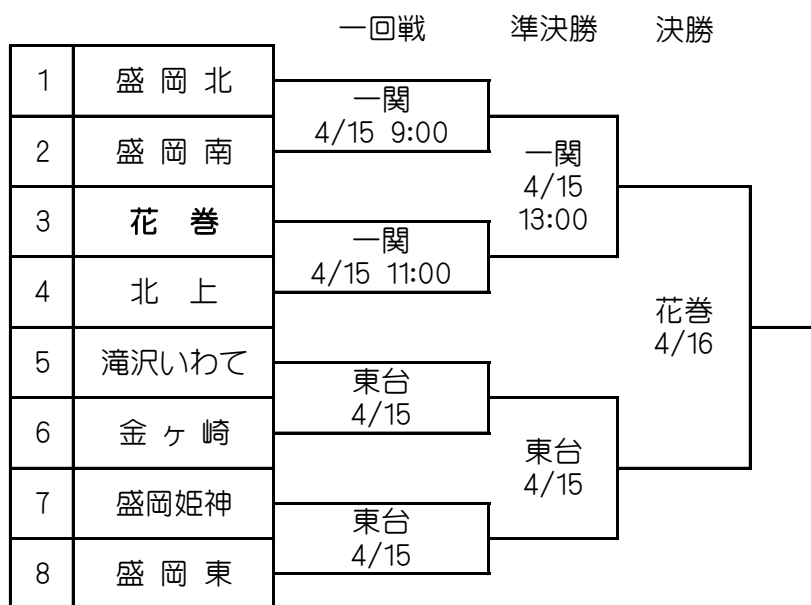 一回戦 準決勝 決勝
1 盛岡北
一関
4/15 9:00
2 盛岡南
一関
4/15
13:00
3 花巻
一関
4/15 11:00
4 北上
花巻
4/16
5 滝沢いわて
東台
4/15
6 金ヶ崎
東台
4/15
7 盛岡姫神
東台
4/15
8 盛岡東